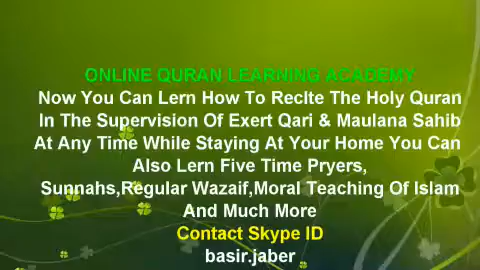 ONLINE QURAN LEARNING ACADEMY
Now You Can Lern How To RecIte The Holy Quran
In The Supervision Of Exert Qari & Maulana Sahib
At Any Time While Staying At Your Home You Can
Also Lern Five Time Pryers,
Sunnahs,Regular Wazaif,Moral Teaching Of Islam
And Much More
Contact Skype ID
basir.jaber